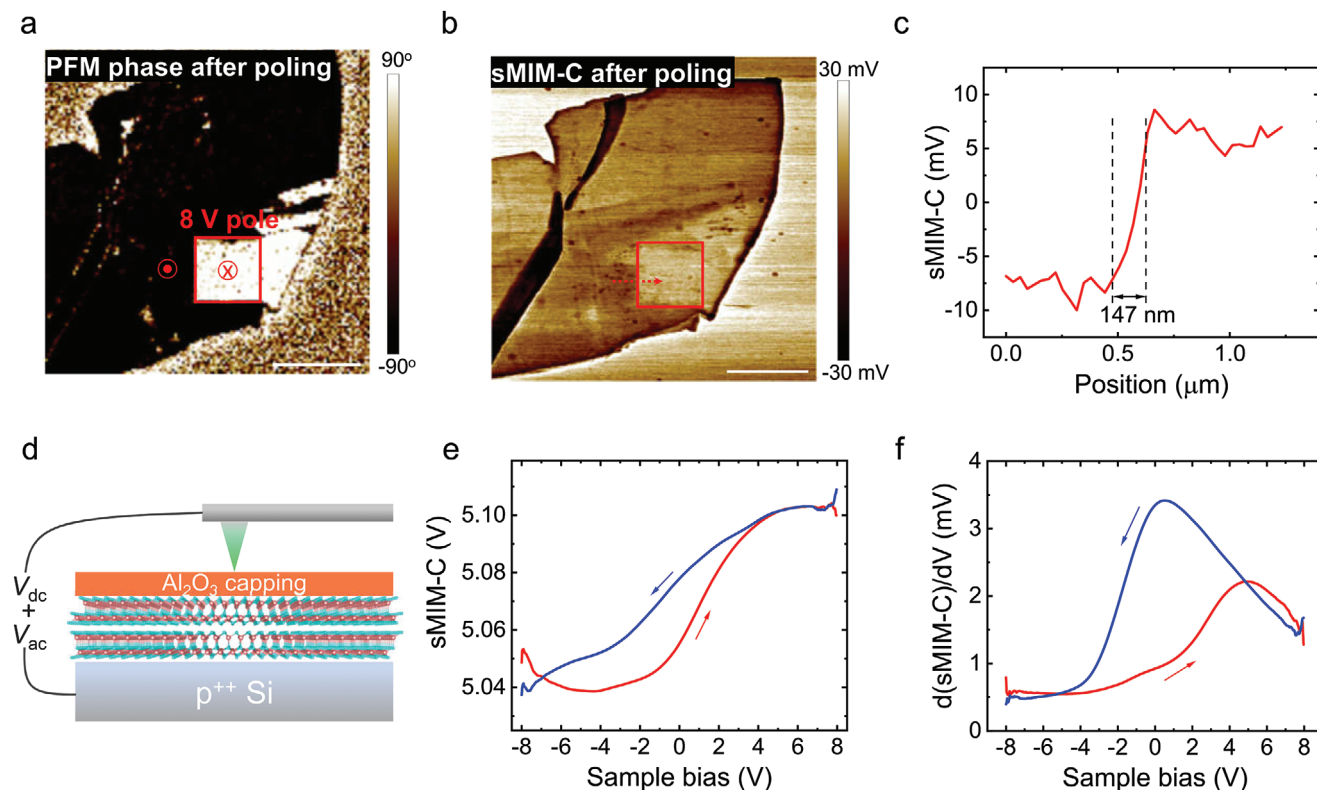 a
PFM phase after poling
90°
8 V pole
x
-90°
b
sMIM-C after poling
30 mV
-30 mV
c
sMIM-C (mV)
10
5
0
-5
-10
147 nm
0.0 0.5 1.0
Position (μm)
d
Vdc
+
Vac
Al₂O₃ capping
p⁺⁺ Si
e
sMIM-C (V)
5.10
5.08
5.06
5.04
-8 -6 -4 -2 0 2 4 6 8
Sample bias (V)
f
d(sMIM-C)/dV (mV)
4
3
2
1
0
-8 -6 -4 -2 0 2 4 6 8
Sample bias (V)